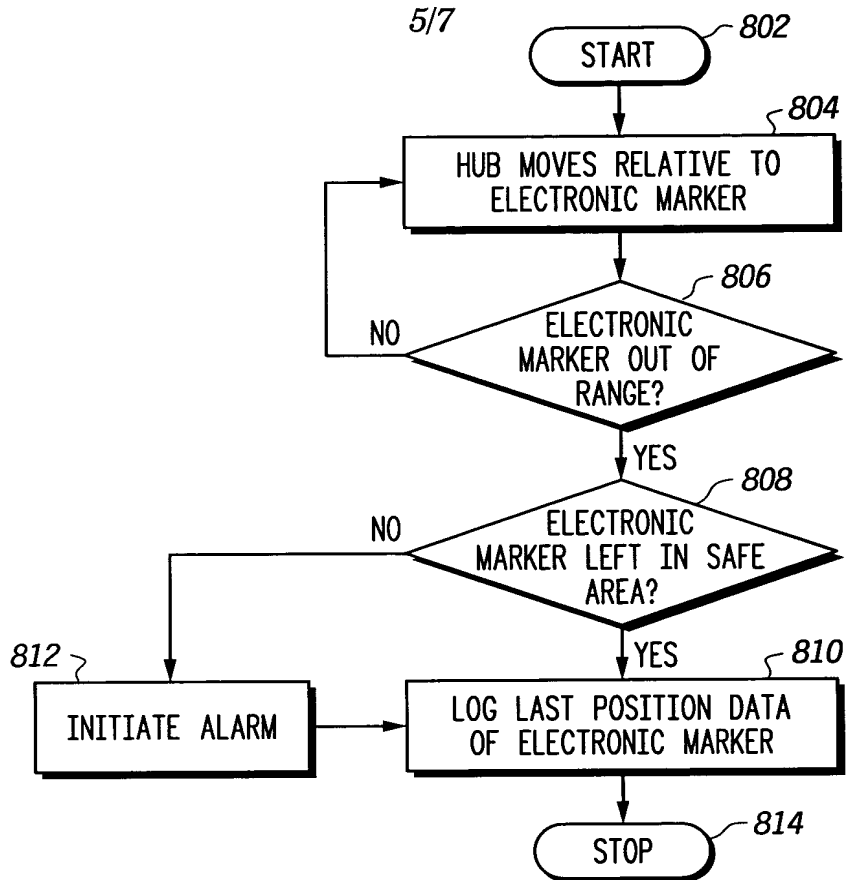 5/7
802
START
804
HUB MOVES RELATIVE TO
ELECTRONIC MARKER
806
NO
ELECTRONIC
MARKER OUT OF
RANGE?
YES
808
NO
ELECTRONIC
MARKER LEFT IN SAFE
AREA?
YES
812
810
INITIATE ALARM
LOG LAST POSITION DATA
OF ELECTRONIC MARKER
STOP
814